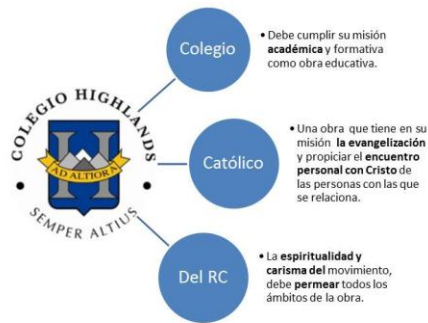 COLEGIO HIGHLANDS
AD ALTIORA
SEMPER ALTIUS
Colegio
• Debe cumplir su misión
académica y formativa
como obra educativa.
Católico
• Una obra que tiene en su
misión la evangelización
y propiciar el encuentro
personal con Cristo de
las personas con las que
se relaciona.
Del RC
• La espiritualidad y
carisma del movimiento,
debe permear todos los
ámbitos de la obra.